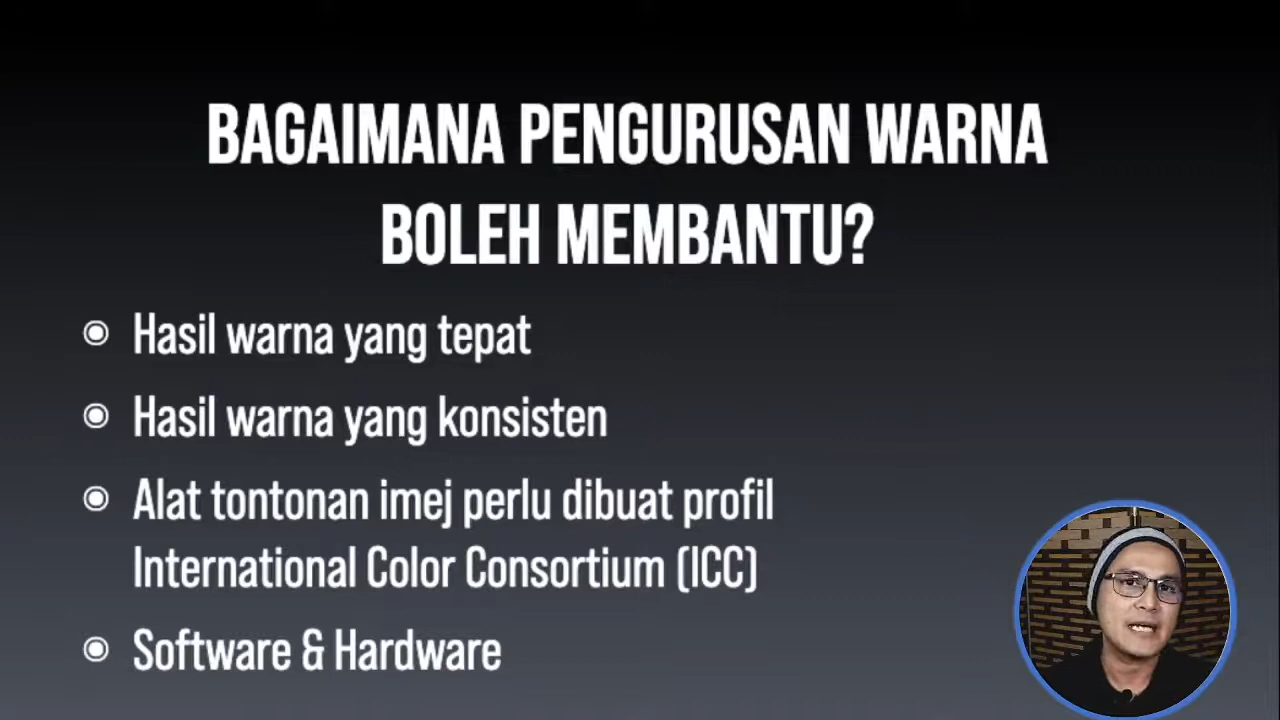 BAGAIMANA PENGURUSAN WARNA
BOLEH MEMBANTU?
Hasil warna yang tepat
Hasil warna yang konsisten
Alat tontonan imej perlu dibuat profil
International Color Consortium (ICC)
Software & Hardware